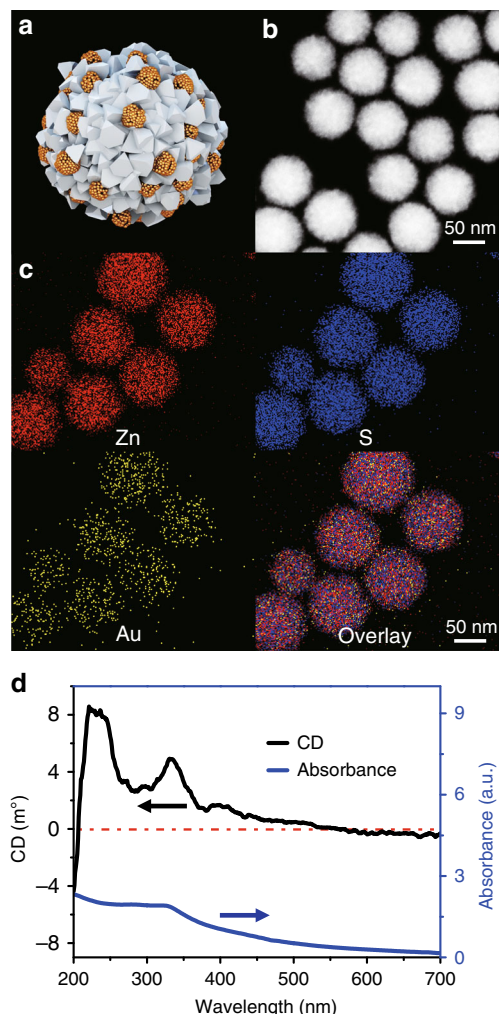 a
b
50 nm
c
Zn
S
Au
Overlay
50 nm
d
8
4
0
−4
−8
CD (m°)
CD
Absorbance
9
6
3
0
Absorbance (a.u.)
200 300 400 500 600 700
Wavelength (nm)